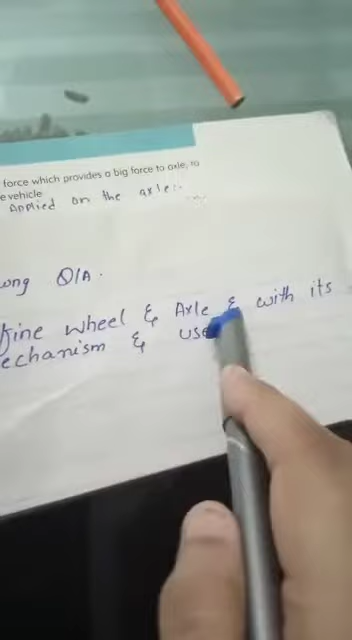 force which provides a big force to axle, to
e vehicle
Applied on the axle:-
ong Q/A.
fine wheel & Axle & with its
echanism & use